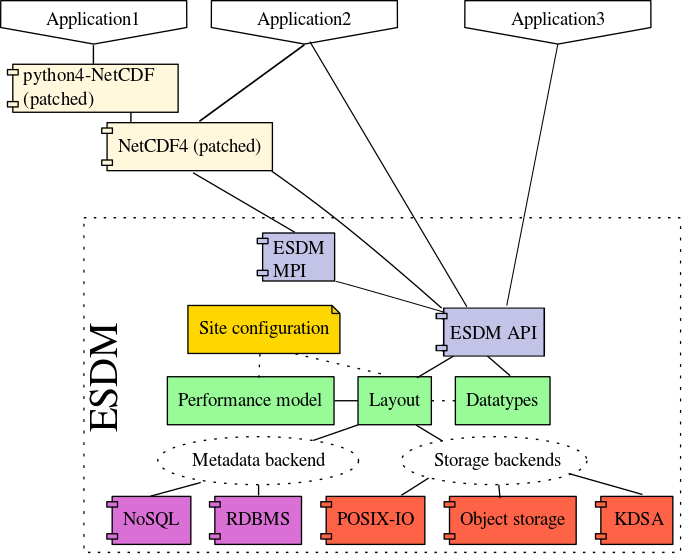 Application1
Application2
Application3
python4-NetCDF
(patched)
NetCDF4 (patched)
ESDM
MPI
ESDM API
Site configuration
ESDM
Performance model
Layout
Datatypes
Metadata backend
Storage backends
NoSQL
RDBMS
POSIX-IO
Object storage
KDSA